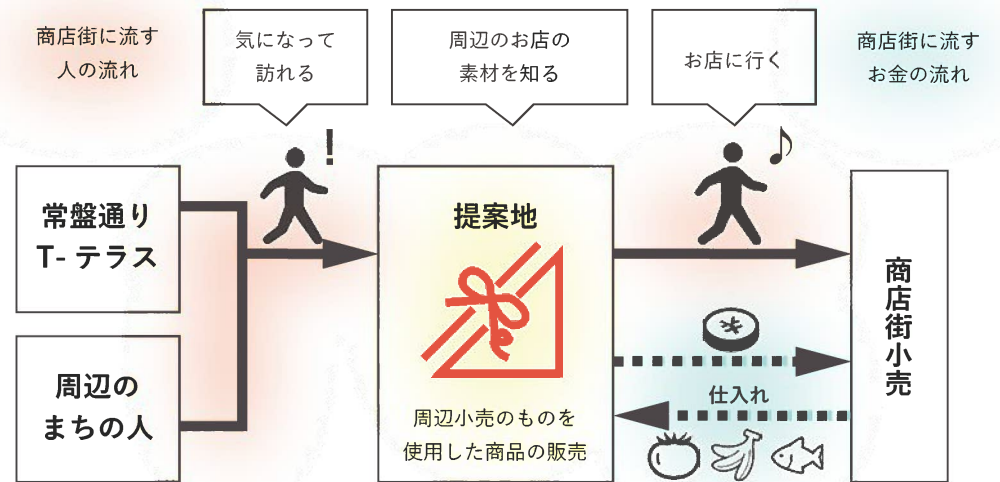 商店街に流す
人の流れ
気になって
訪れる
周辺のお店の
素材を知る
お店に行く
商店街に流す
お金の流れ
常盤通り
T- テラス
周辺の
まちの人
提案地
周辺小売のものを
使用した商品の販売
仕入れ
商店街小売